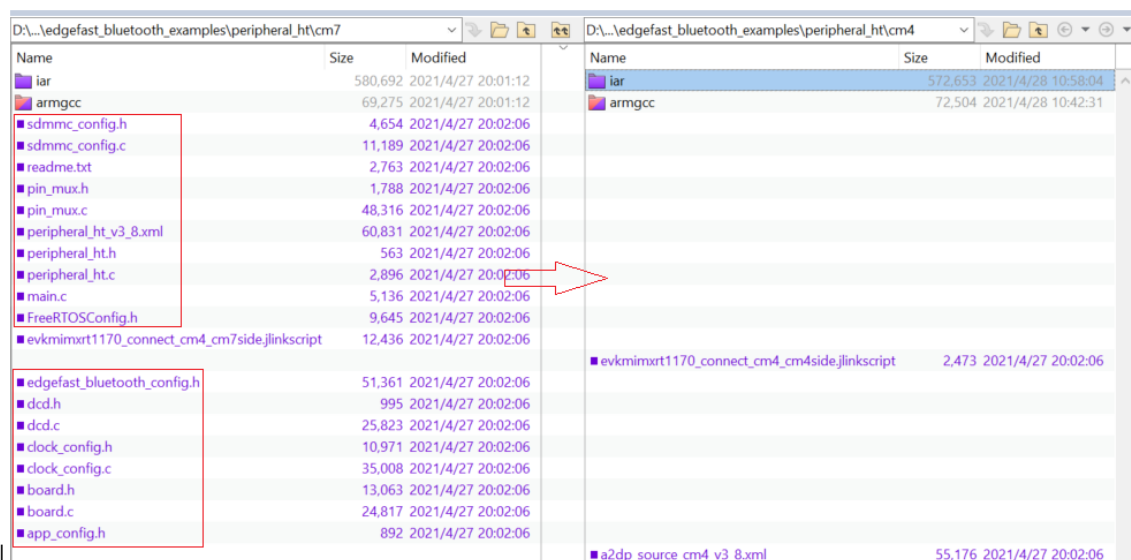 D:\...\edgefast_bluetooth_examples\peripheral_ht\cm7 D:\...\edgefast_bluetooth_examples\peripheral_ht\cm4
Name Size Modified Name Size Modified
iar 580,692 2021/4/27 20:01:12 iar 572,653 2021/4/28 10:58:04
armgcc 69,275 2021/4/27 20:01:12 armgcc 72,504 2021/4/28 10:42:31
sdmmc_config.h 4,654 2021/4/27 20:02:06
sdmmc_config.c 11,189 2021/4/27 20:02:06
readme.txt 2,763 2021/4/27 20:02:06
pin_mux.h 1,788 2021/4/27 20:02:06
pin_mux.c 48,316 2021/4/27 20:02:06
peripheral_ht_v3_8.xml 60,831 2021/4/27 20:02:06
peripheral_ht.h 563 2021/4/27 20:02:06
peripheral_ht.c 2,896 2021/4/27 20:02:06
main.c 5,136 2021/4/27 20:02:06
FreeRTOSConfig.h 9,645 2021/4/27 20:02:06
evkmimxrt1170_connect_cm4_cm7side.jlinkscript 12,436 2021/4/27 20:02:06
evkmimxrt1170_connect_cm4_cm4side.jlinkscript 2,473 2021/4/27 20:02:06
edgefast_bluetooth_config.h 51,361 2021/4/27 20:02:06
dcd.h 995 2021/4/27 20:02:06
dcd.c 25,823 2021/4/27 20:02:06
clock_config.h 10,971 2021/4/27 20:02:06
clock_config.c 35,008 2021/4/27 20:02:06
board.h 13,063 2021/4/27 20:02:06
board.c 24,817 2021/4/27 20:02:06
app_config.h 892 2021/4/27 20:02:06
a2dp_source_cm4_v3_8.xml 55,176 2021/4/27 20:02:06